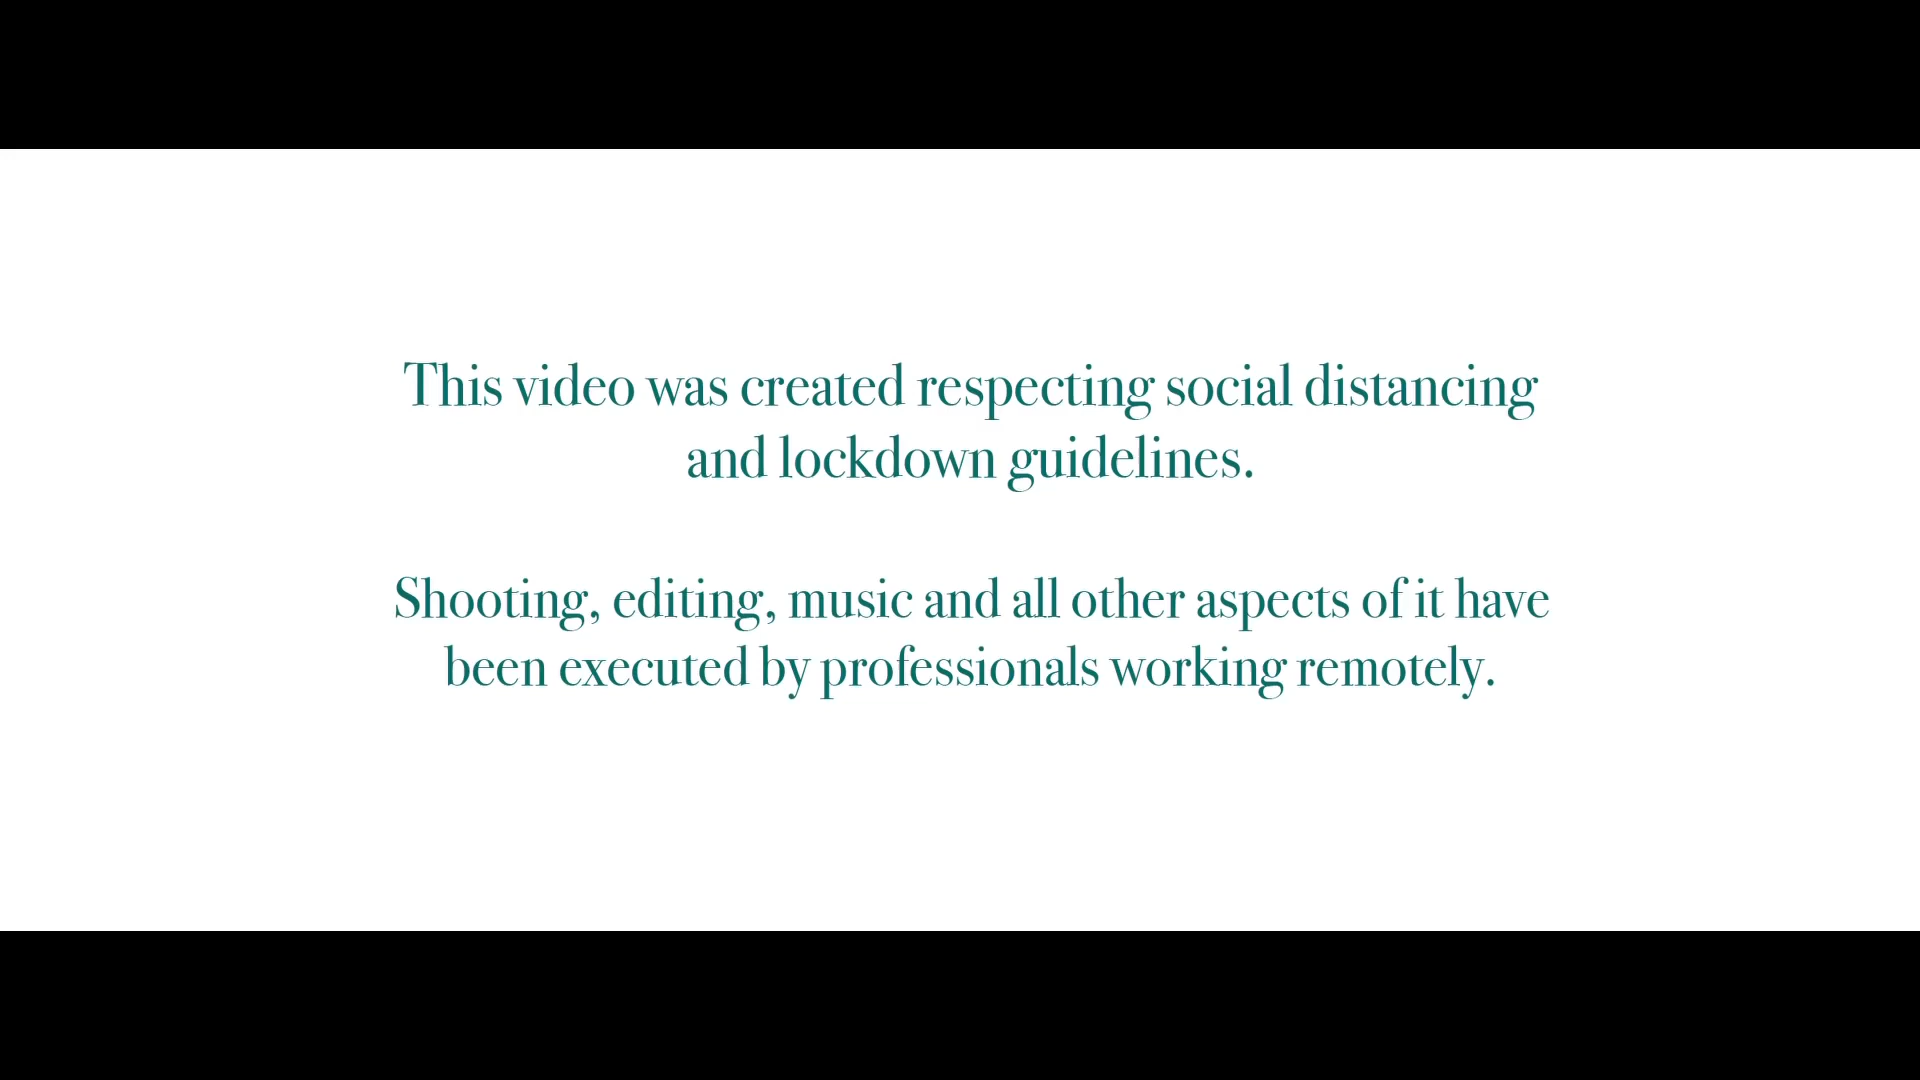 This video was created respecting social distancing
and lockdown guidelines.
Shooting, editing, music and all other aspects of it have
been executed by professionals working remotely.